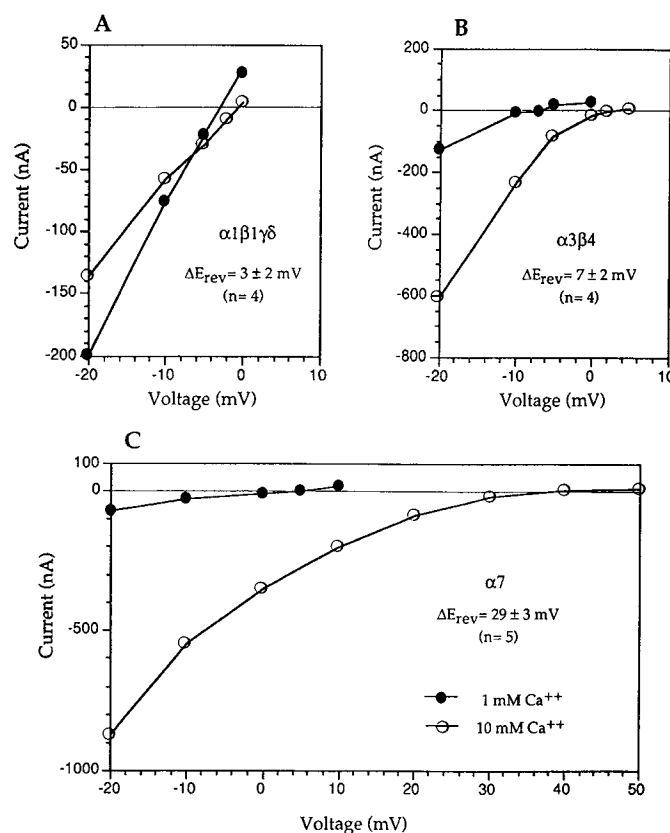 A
50
0
-50
-100
-150
-200
Current (nA)
α1β1γδ
ΔErev = 3 ± 2 mV
(n= 4)
-20
-10
0
10
Voltage (mV)
B
200
0
-200
-400
-600
-800
Current (nA)
α3β4
ΔErev = 7 ± 2 mV
(n= 4)
-20
-10
0
10
Voltage (mV)
C
100
0
-500
-1000
Current (nA)
α7
ΔErev = 29 ± 3 mV
(n= 5)
1 mM Ca++
10 mM Ca++
-20
-10
0
10
20
30
40
50
Voltage (mV)